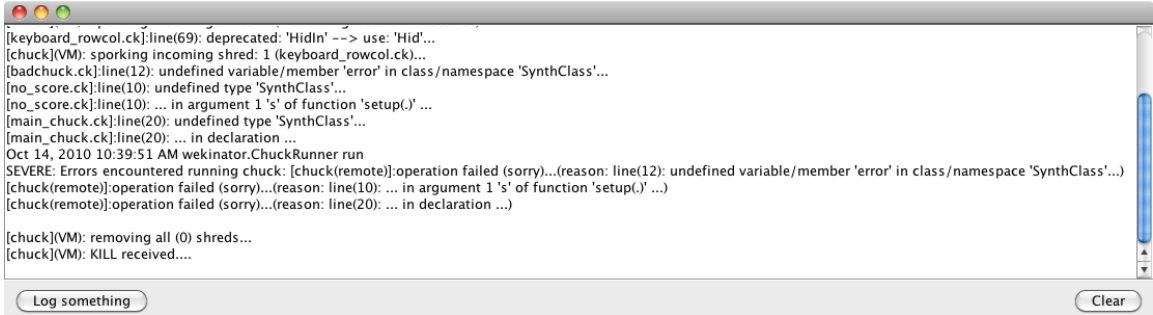 [keyboard_rowcol.ck]:line(69): deprecated: 'HidIn' --> use: 'Hid'...
[chuck](VM): sporking incoming shred: 1 (keyboard_rowcol.ck)...
[badchuck.ck]:line(12): undefined variable/member 'error' in class/namespace 'SynthClass'...
[no_score.ck]:line(10): undefined type 'SynthClass'...
[no_score.ck]:line(10): ... in argument 1 's' of function 'setup(.)' ...
[main_chuck.ck]:line(20): undefined type 'SynthClass'...
[main_chuck.ck]:line(20): ... in declaration ...
Oct 14, 2010 10:39:51 AM wekinator.ChuckRunner run
SEVERE: Errors encountered running chuck: [chuck(remote)]:operation failed (sorry)...(reason: line(12): undefined variable/member 'error' in class/namespace 'SynthClass'...)
[chuck(remote)]:operation failed (sorry)...(reason: line(10): ... in argument 1 's' of function 'setup(.)' ...)
[chuck(remote)]:operation failed (sorry)...(reason: line(20): ... in declaration ...)
[chuck](VM): removing all (0) shreds...
[chuck](VM): KILL received....
Log something
Clear